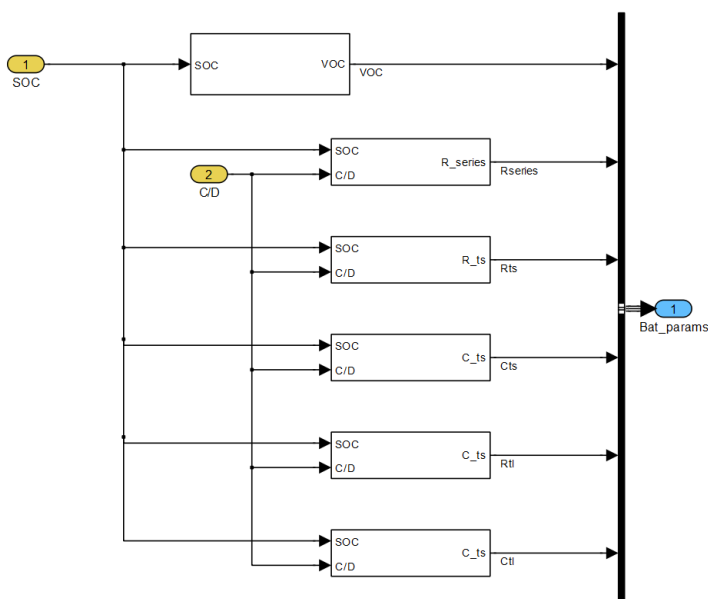 1
SOC
SOC
VOC
VOC
2
C/D
SOC
C/D
R_series
Rseries
SOC
C/D
R_ts
Rts
1
Bat_params
SOC
C/D
C_ts
Cts
SOC
C/D
C_ts
Rtl
SOC
C/D
C_ts
Ctl